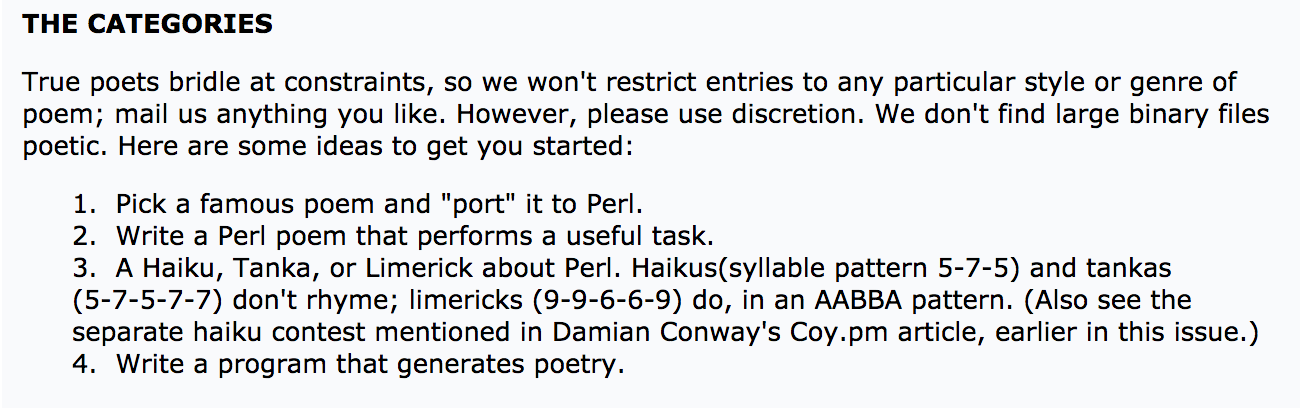 THE CATEGORIES
True poets bridle at constraints, so we won't restrict entries to any particular style or genre of
poem; mail us anything you like. However, please use discretion. We don't find large binary files
poetic. Here are some ideas to get you started:
1. Pick a famous poem and "port" it to Perl.
2. Write a Perl poem that performs a useful task.
3. A Haiku, Tanka, or Limerick about Perl. Haikus(syllable pattern 5-7-5) and tankas
(5-7-5-7-7) don't rhyme; limericks (9-9-6-6-9) do, in an AABBA pattern. (Also see the
separate haiku contest mentioned in Damian Conway's Coy.pm article, earlier in this issue.)
4. Write a program that generates poetry.